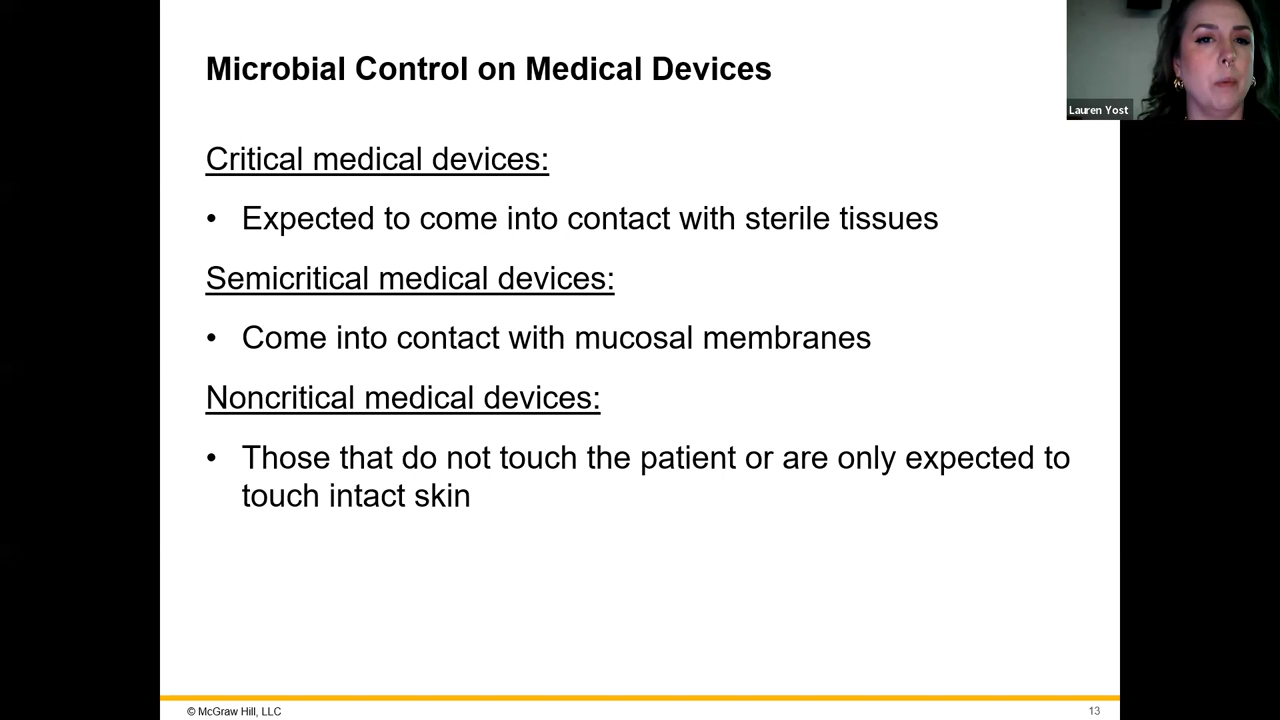 Microbial Control on Medical Devices
Lauren Yost
Critical medical devices:
• Expected to come into contact with sterile tissues
Semicritical medical devices:
• Come into contact with mucosal membranes
Noncritical medical devices:
• Those that do not touch the patient or are only expected to
touch intact skin
© McGraw Hill, LLC
13